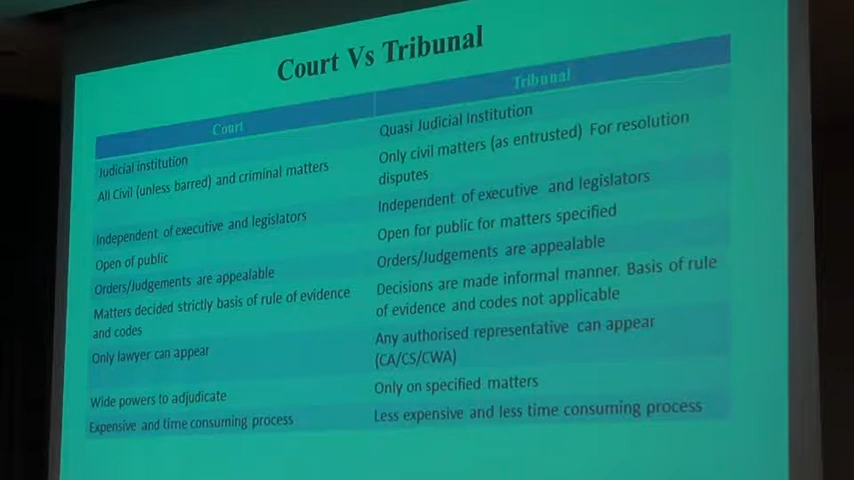 Court Vs Tribunal
Court
Tribunal
Judicial institution
Quasi Judicial Institution
All Civil (unless barred) and criminal matters
Only civil matters (as entrusted) For resolution
disputes
Independent of executive and legislators
Independent of executive and legislators
Open of public
Open for public for matters specified
Orders/Judgements are appealable
Orders/Judgements are appealable
Matters decided strictly basis of rule of evidence
and codes
Decisions are made informal manner. Basis of rule
of evidence and codes not applicable
Only lawyer can appear
Any authorised representative can appear
(CA/CS/CWA)
Wide powers to adjudicate
Only on specified matters
Expensive and time consuming process
Less expensive and less time consuming process